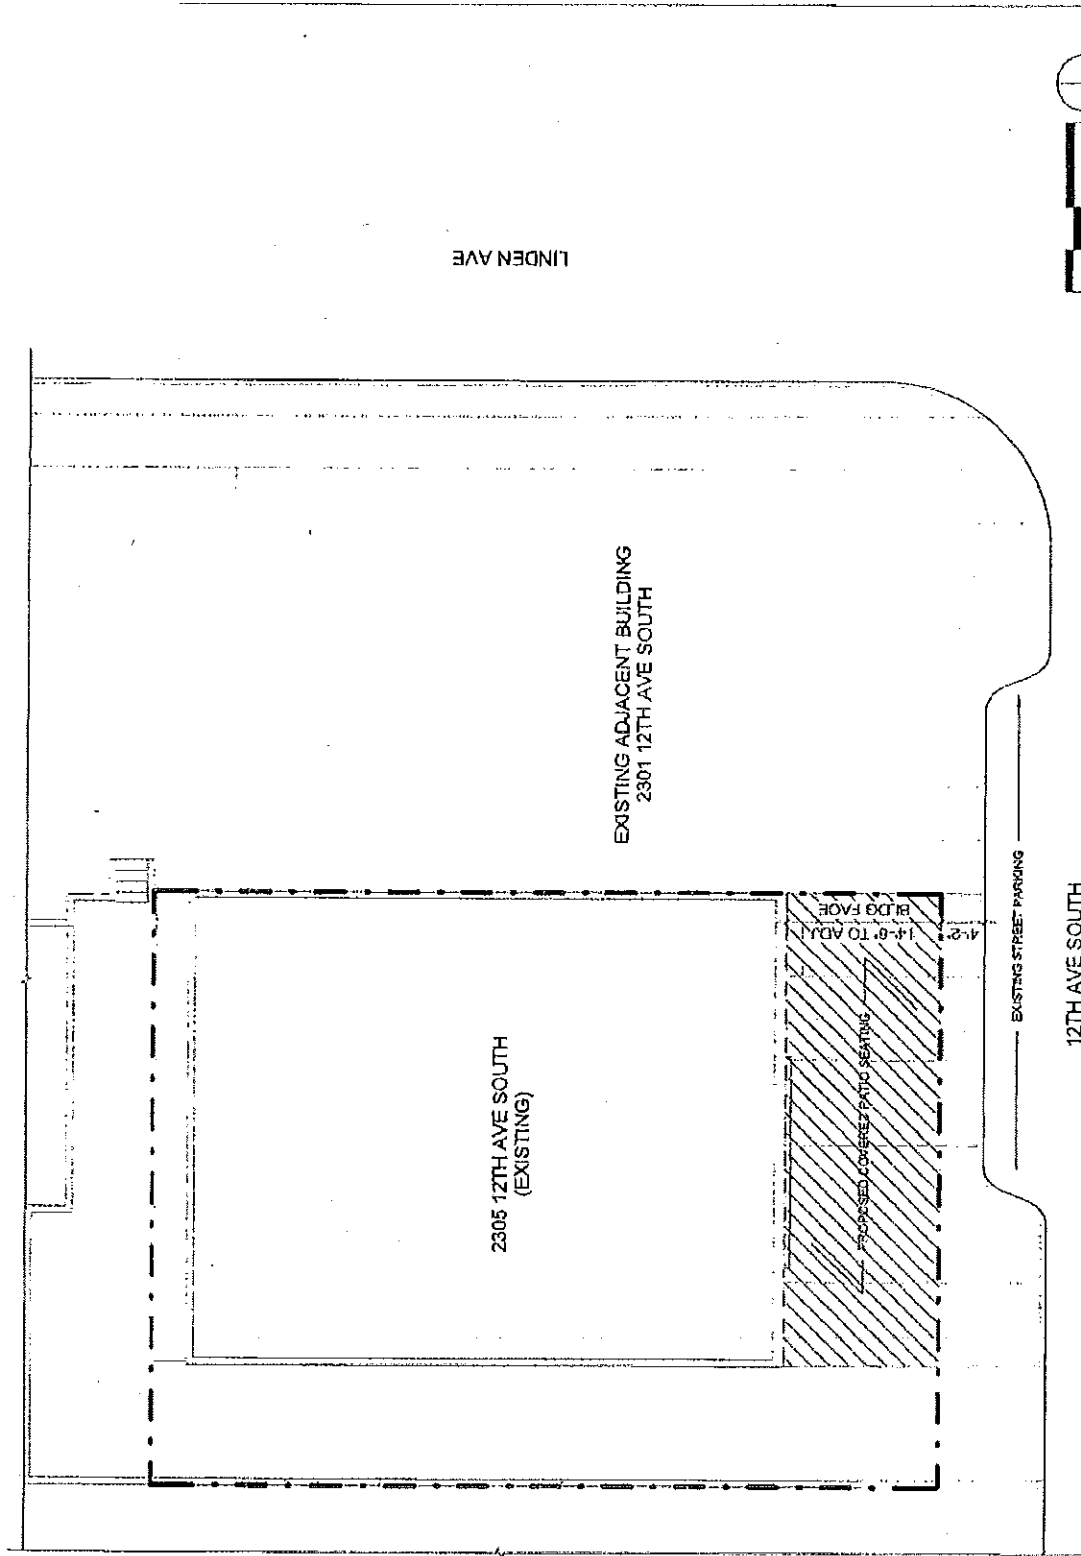 LINDEN AVE
EXISTING ADJACENT BUILDING
2301 12TH AVE SOUTH
2305 12TH AVE SOUTH
(EXISTING)
BLDG FACE
14'-6" TO ADJ.
4'-2"
PROPOSED COVERED PATIO SEATING
EXISTING STREET PARKING
12TH AVE SOUTH